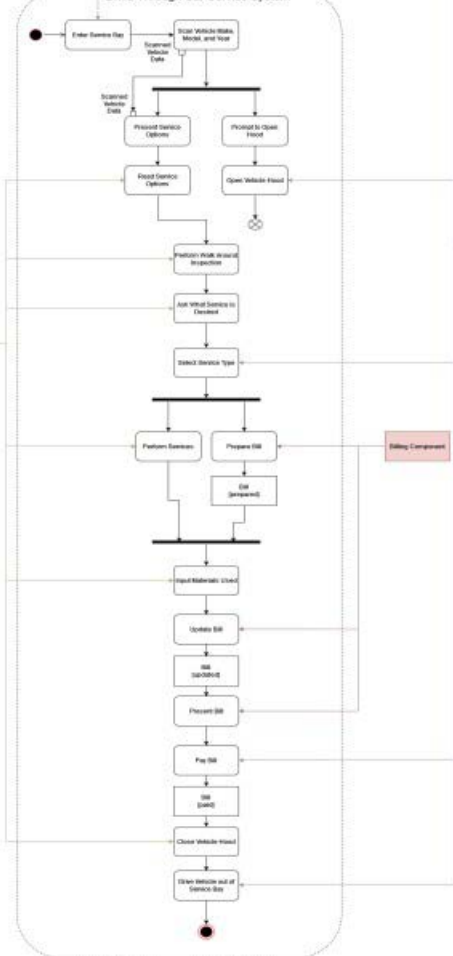 Enter Service Bay
Scan Vehicle Make,
Model, and Year
Scanned
Vehicle
Data
Scanned
Vehicle
Data
Present Service
Options
Prompt to Open
Hood
Read Service
Options
Open Vehicle Hood
Perform Walk Around
Inspection
Ask What Service Is
Desired
Select Service Type
Perform Services
Prepare Bill
Billing Component
Bill
(prepared)
Input Materials Used
Update Bill
Bill
(updated)
Present Bill
Pay Bill
Bill
(paid)
Close Vehicle Hood
Drive Vehicle out of
Service Bay